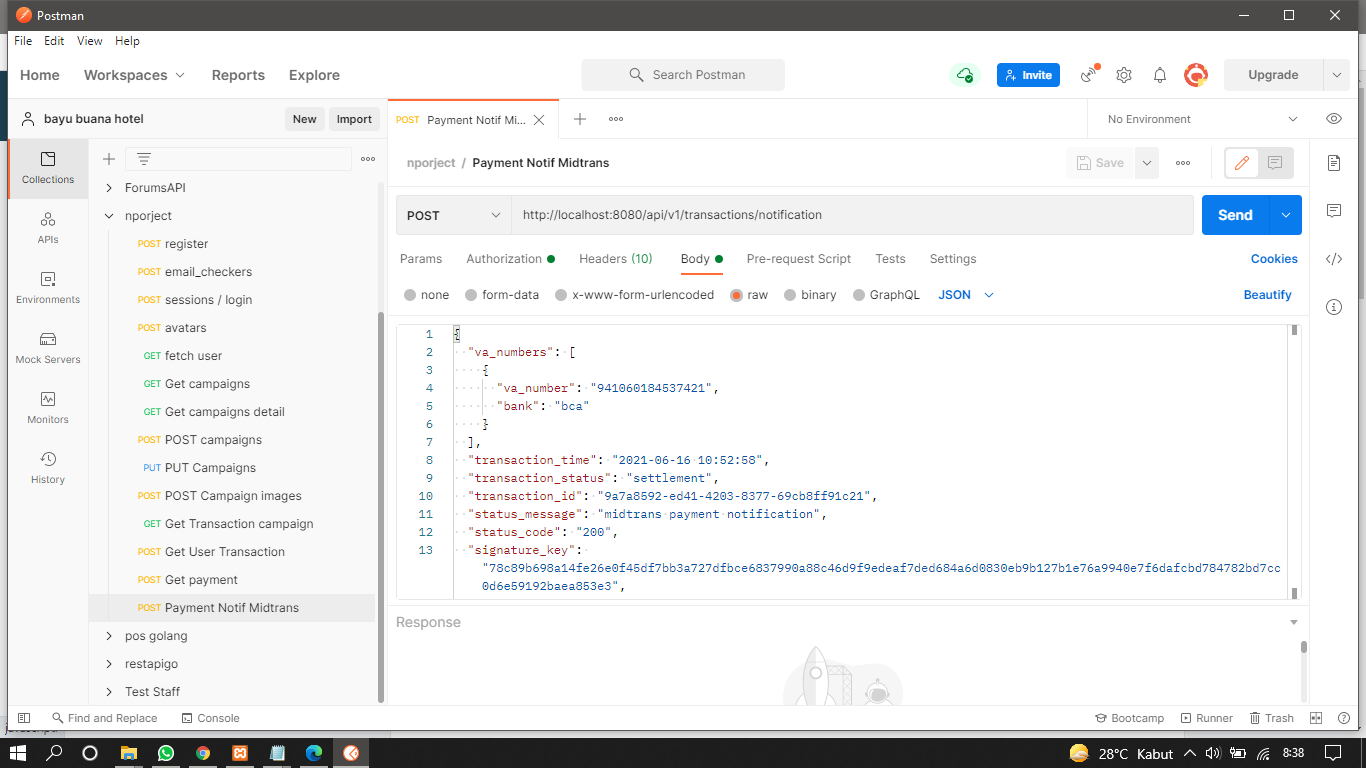 Postman
File Edit View Help
Home Workspaces Reports Explore Search Postman Invite Upgrade
bayu buana hotel New Import
POST Payment Notif Mi... No Environment
Collections
APIs
Environments
Mock Servers
Monitors
History
ForumsAPI
nporject
POST register
POST email_checkers
POST sessions / login
POST avatars
GET fetch user
GET Get campaigns
GET Get campaigns detail
POST POST campaigns
PUT PUT Campaigns
POST POST Campaign images
GET Get Transaction campaign
POST Get User Transaction
POST Get payment
POST Payment Notif Midtrans
pos golang
restapigo
Test Staff
nporject / Payment Notif Midtrans Save
POST http://localhost:8080/api/v1/transactions/notification Send
Params Authorization Headers (10) Body Pre-request Script Tests Settings Cookies
none form-data x-www-form-urlencoded raw binary GraphQL JSON Beautify
1 {
2 "va_numbers": [
3 {
4 "va_number": "941060184537421",
5 "bank": "bca"
6 }
7 ],
8 "transaction_time": "2021-06-16 10:52:58",
9 "transaction_status": "settlement",
10 "transaction_id": "9a7a8592-ed41-4203-8377-69cb8ff91c21",
11 "status_message": "midtrans payment notification",
12 "status_code": "200",
13 "signature_key":
"78c89b698a14fe26e0f45df7bb3a727dfbce6837990a88c46d9f9edeaf7ded684a6d0830eb9b127b1e76a9940e7f6dafcbd784782bd7cc
0d6e59192baea853e3",
Response
Find and Replace Console Bootcamp Runner Trash
28°C Kabut 8:38